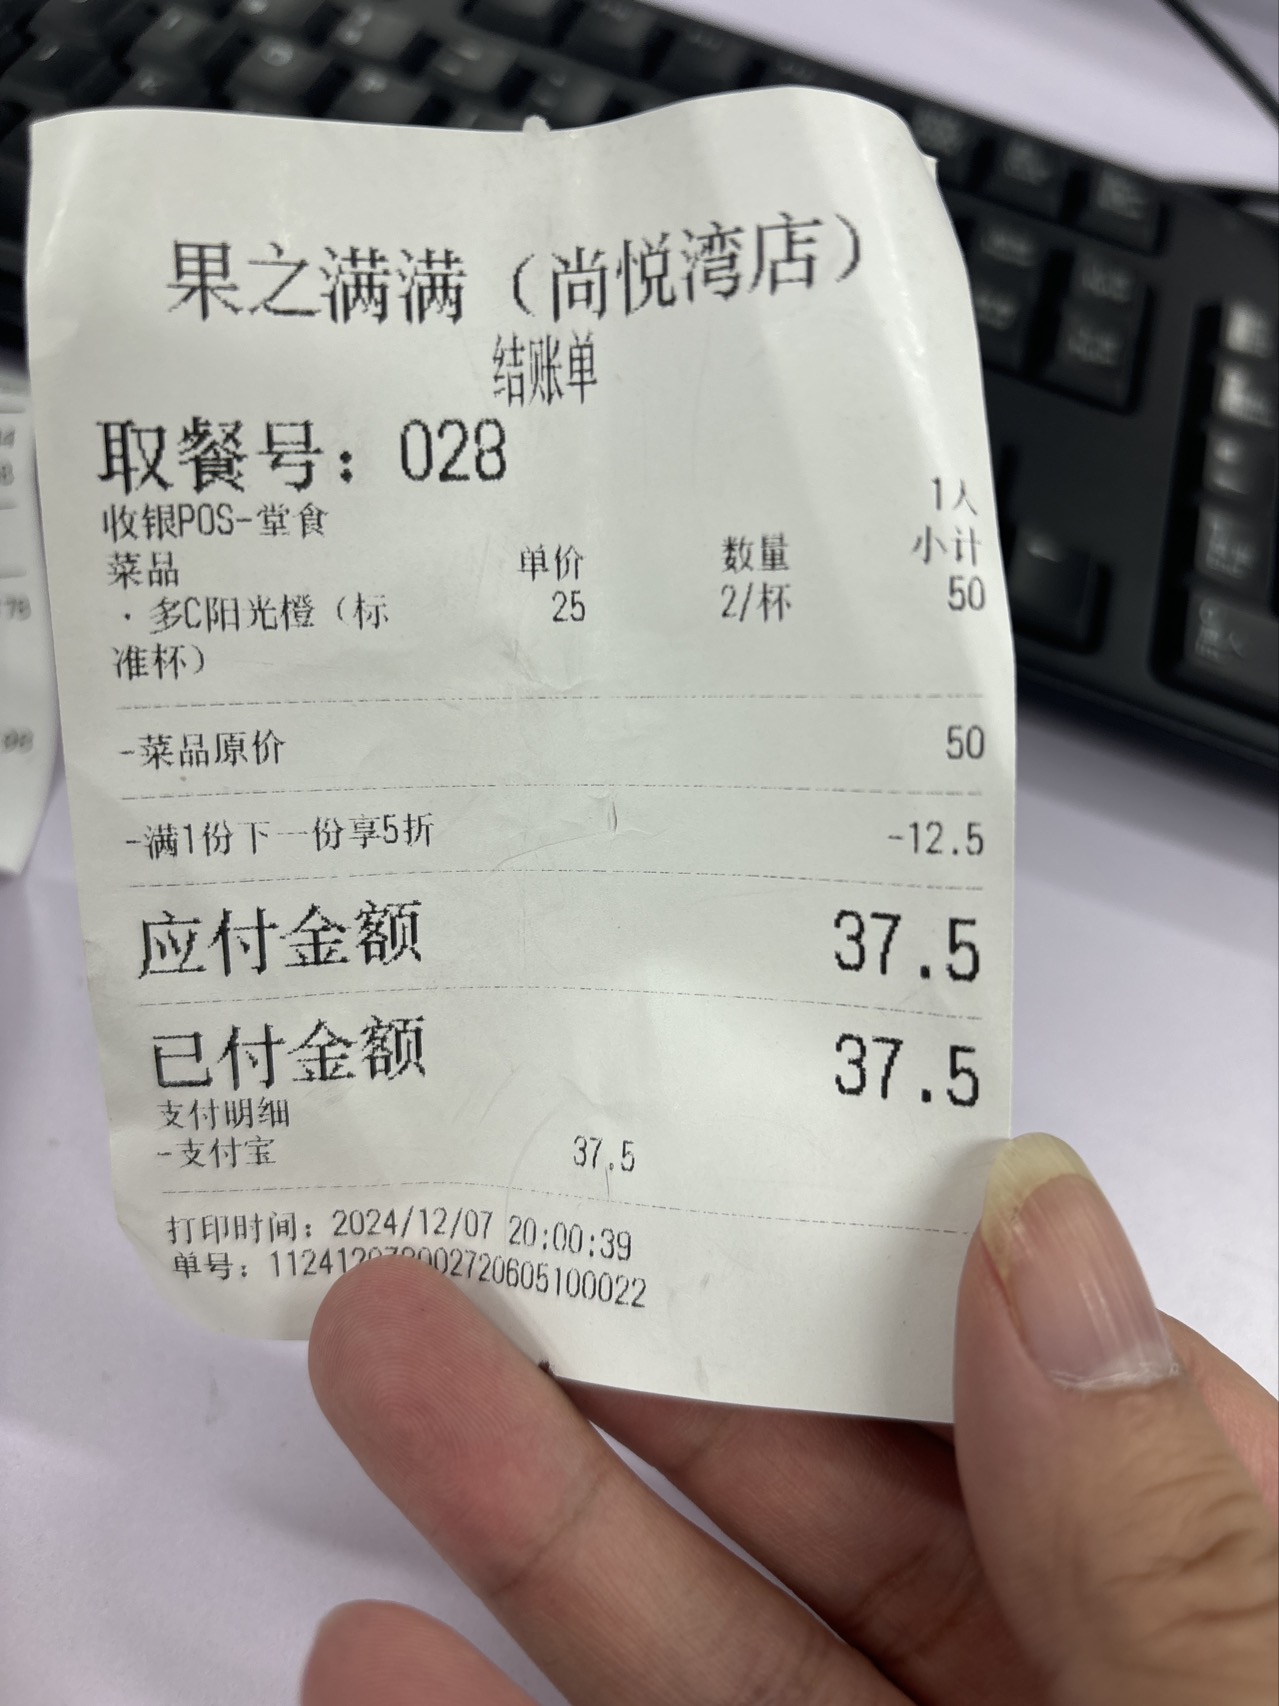 果之满满（尚悦湾店）
结账单
取餐号：028
1人
收银POS-堂食
菜品 单价 数量 小计
·多C阳光橙（标 25 2/杯 50
准杯）
-菜品原价 50
-满1份下一份享5折 -12.5
应付金额 37.5
已付金额 37.5
支付明细
-支付宝 37.5
打印时间：2024/12/07 20:00:39
单号：